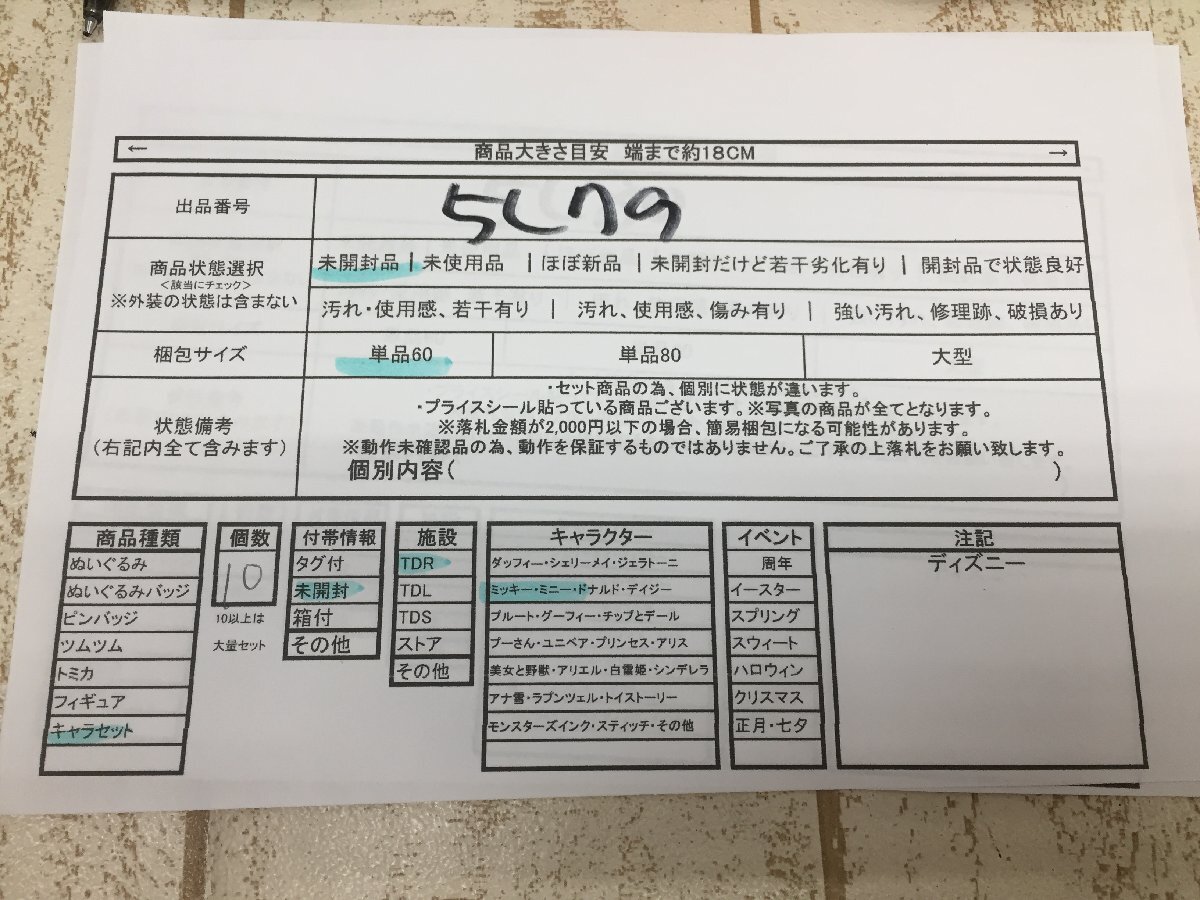 ← 商品大きさ目安 端まで約18CM →
出品番号 5L79
商品状態選択
<該当にチェック>
※外装の状態は含まない
未開封品 | 未使用品 | ほぼ新品 | 未開封だけど若干劣化有り | 開封品で状態良好
汚れ・使用感、若干有り | 汚れ、使用感、傷み有り | 強い汚れ、修理跡、破損あり
梱包サイズ 単品60 単品80 大型
状態備考
(右記内全て含みます)
・セット商品の為、個別に状態が違います。
・プライスシール貼っている商品ございます。※写真の商品が全てとなります。
※落札金額が2,000円以下の場合、簡易梱包になる可能性があります。
※動作未確認品の為、動作を保証するものではありません。ご了承の上落札をお願い致します。
個別内容( )
商品種類
ぬいぐるみ
ぬいぐるみバッジ
ピンバッジ
ツムツム
トミカ
フィギュア
キャラセット
個数
10
10以上は
大量セット
付帯情報
タグ付
未開封
箱付
その他
施設
TDR
TDL
TDS
ストア
その他
キャラクター
ダッフィー・シェリーメイ・ジェラトーニ
ミッキー・ミニー・ドナルド・デイジー
プルート・グーフィー・チップとデール
プーさん・ユニベア・プリンセス・アリス
美女と野獣・アリエル・白雪姫・シンデレラ
アナ雪・ラプンツェル・トイストーリー
モンスターズインク・スティッチ・その他
イベント
周年
イースター
スプリング
スウィート
ハロウィン
クリスマス
正月・七夕
注記
ディズニー